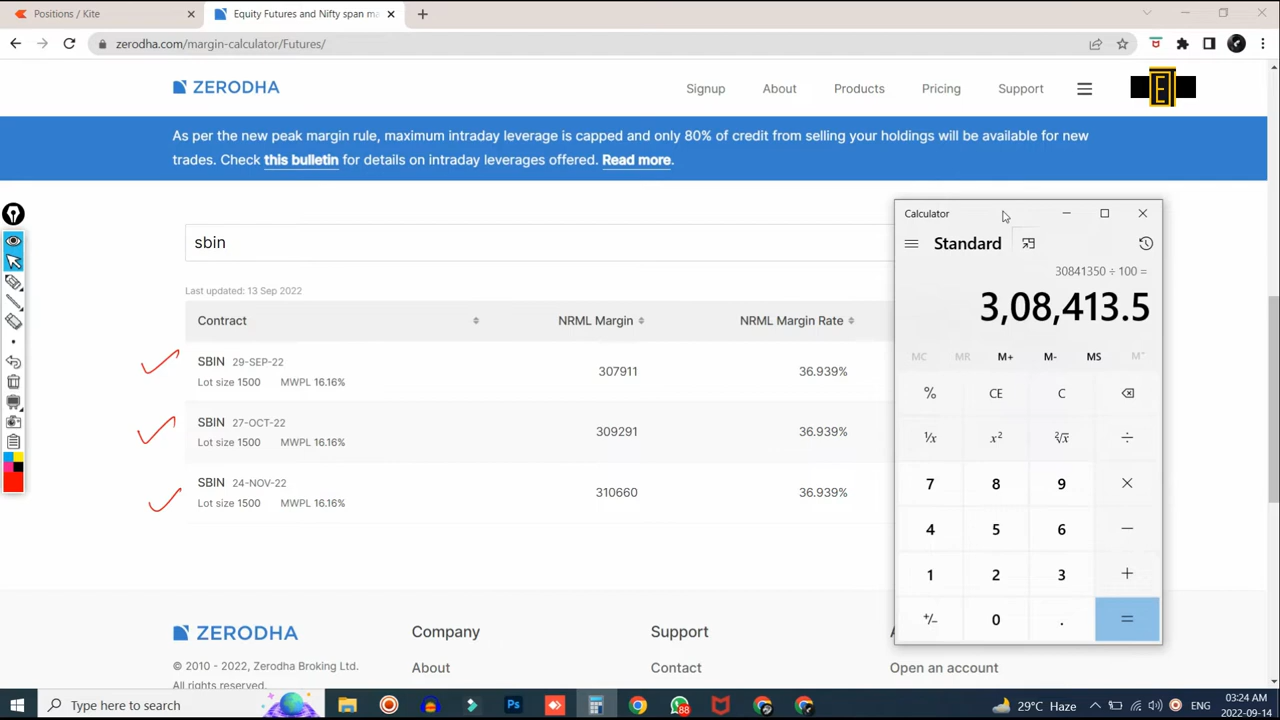 Positions / Kite
Equity Futures and Nifty span ma
zerodha.com/margin-calculator/Futures/
ZERODHA
Signup
About
Products
Pricing
Support
E
As per the new peak margin rule, maximum intraday leverage is capped and only 80% of credit from selling your holdings will be available for new
trades. Check this bulletin for details on intraday leverages offered. Read more.
sbin
Last updated: 13 Sep 2022
Contract
NRML Margin
NRML Margin Rate
SBIN 29-SEP-22
Lot size 1500 MWPL 16.16%
307911
36.939%
SBIN 27-OCT-22
Lot size 1500 MWPL 16.16%
309291
36.939%
SBIN 24-NOV-22
Lot size 1500 MWPL 16.16%
310660
36.939%
Calculator
Standard
30841350 ÷ 100 =
3,08,413.5
MC MR M+ M- MS M˅
% CE C
¹/x x² ²√x ÷
7 8 9 ×
4 5 6 −
1 2 3 +
+/− 0 . =
ZERODHA
© 2010 - 2022, Zerodha Broking Ltd.
All rights reserved.
Company
About
Support
Contact
A
Open an account
Type here to search
Ps
88
29°C Haze
ENG
03:24 AM
2022-09-14